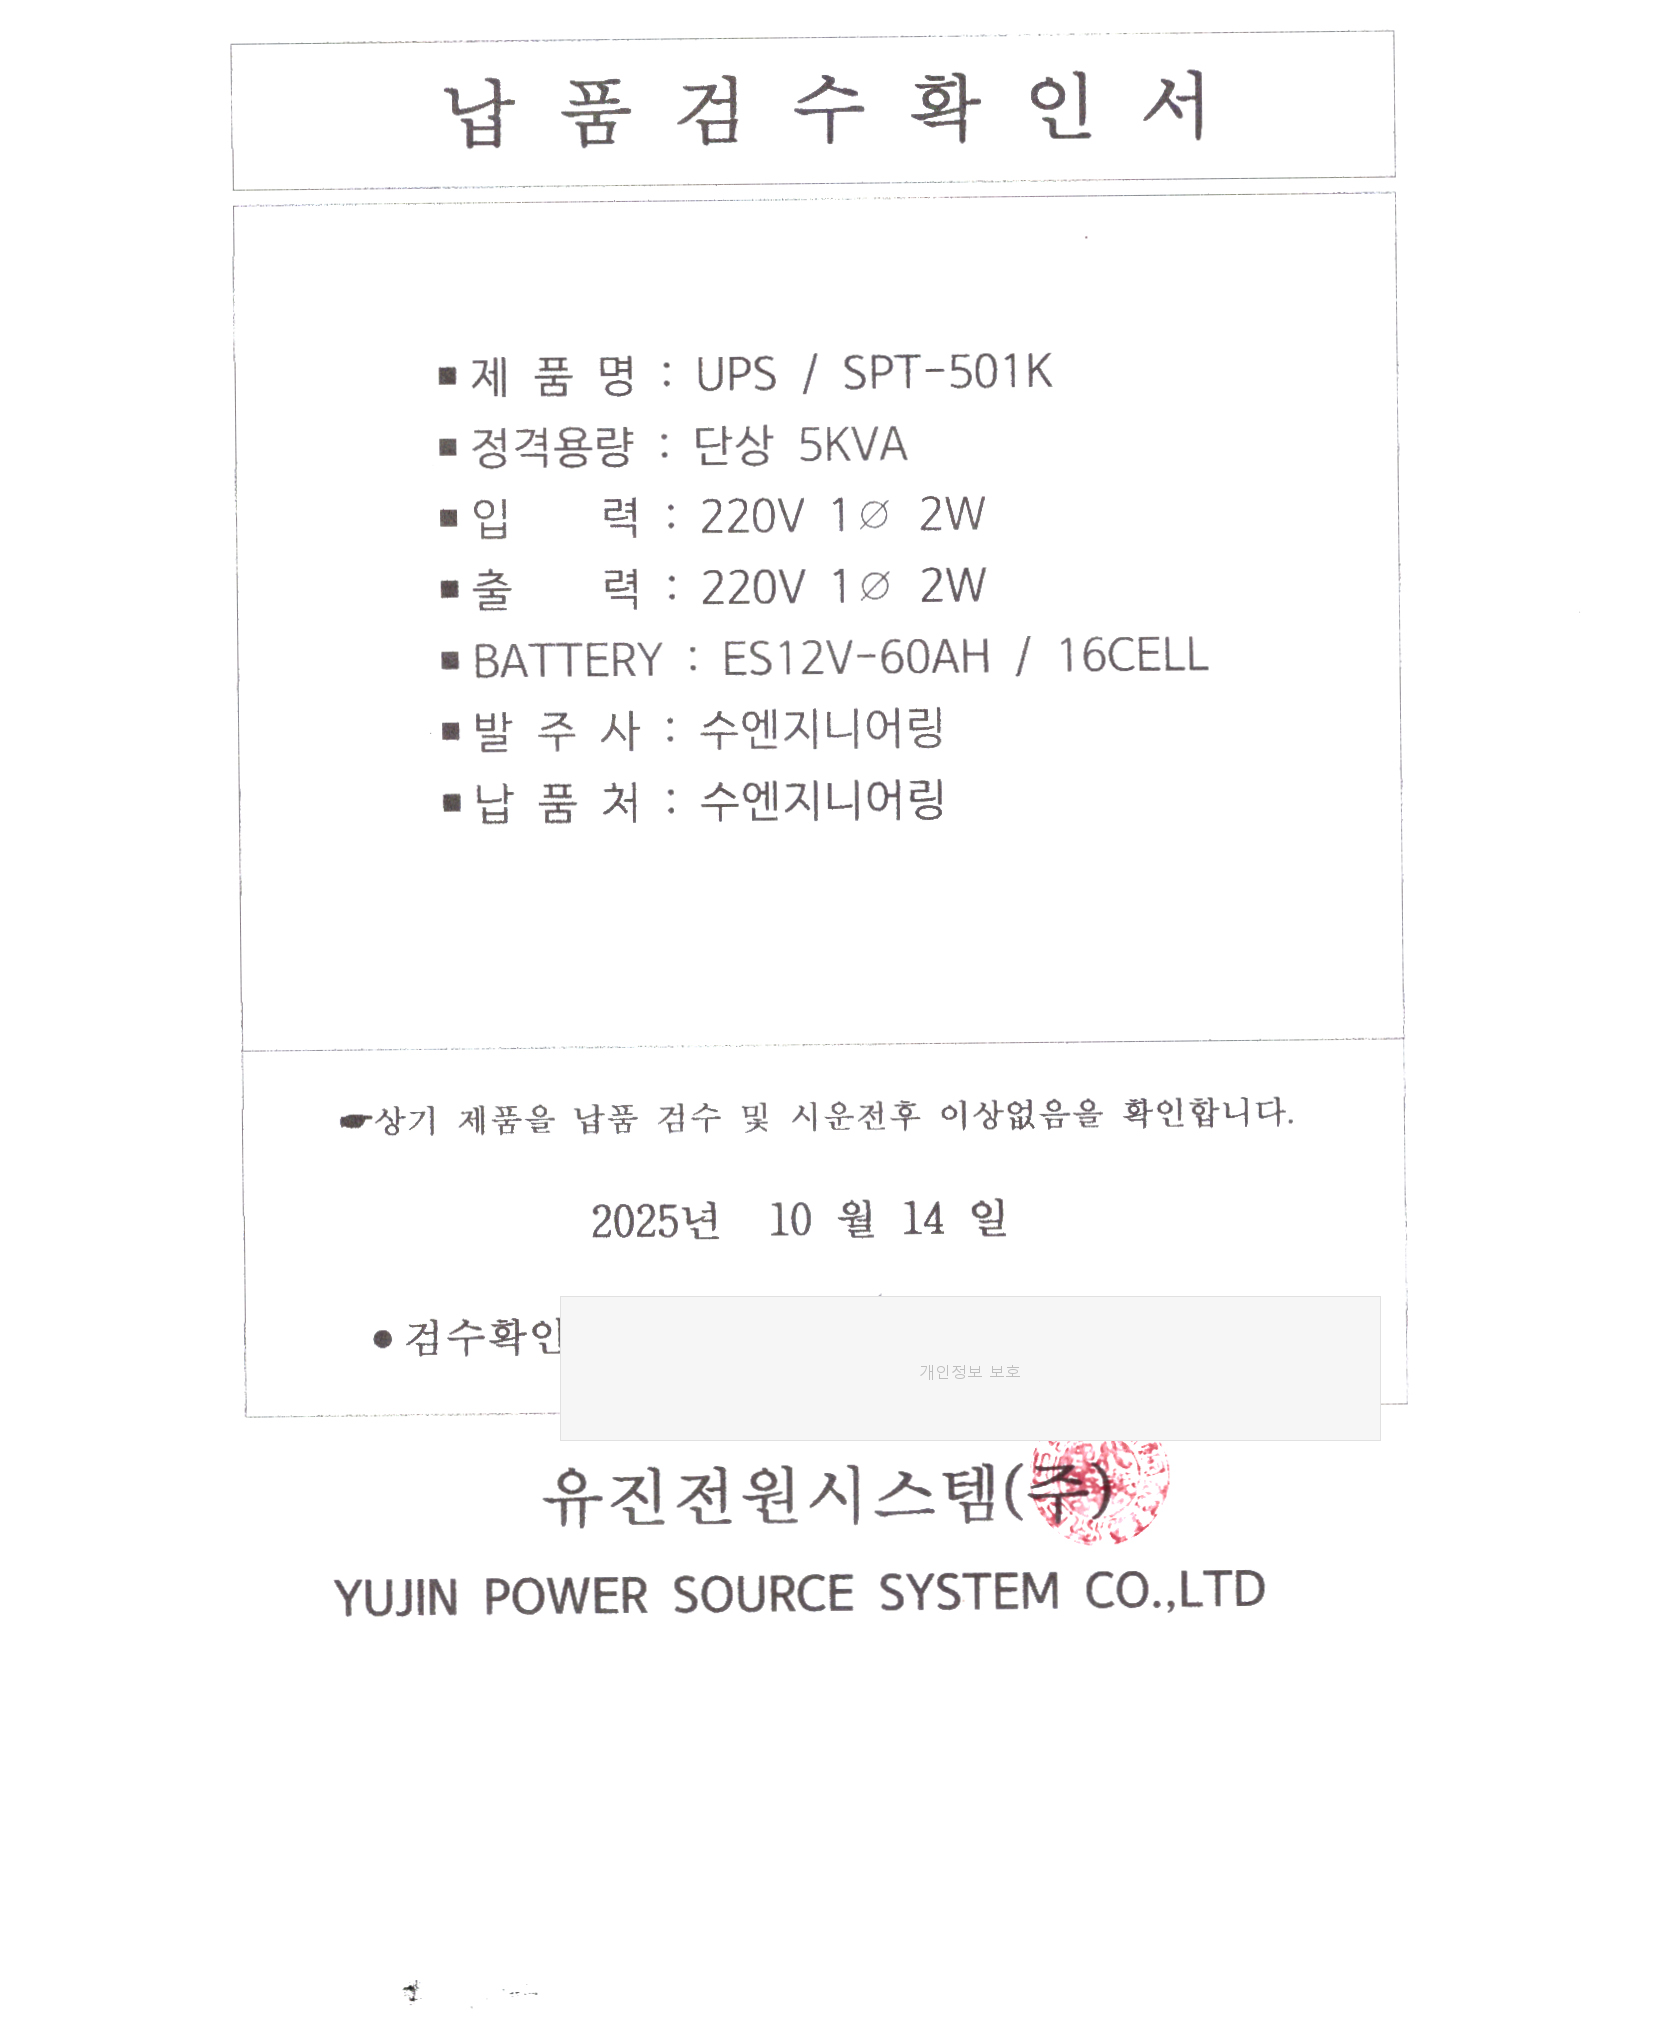 납 품 검 수 확 인 서
■ 제 품 명 : UPS / SPT-501K
■ 정격용량 : 단상 5KVA
■ 입 력 : 220V 1∅ 2W
■ 출 력 : 220V 1∅ 2W
■ BATTERY : ES12V-60AH / 16CELL
■ 발 주 사 : 수엔지니어링
■ 납 품 처 : 수엔지니어링
☛상기 제품을 납품 검수 및 시운전후 이상없음을 확인합니다.
2025년 10 월 14 일
● 검수확인
개인정보 보호
유진전원시스템(주)
YUJIN POWER SOURCE SYSTEM CO.,LTD